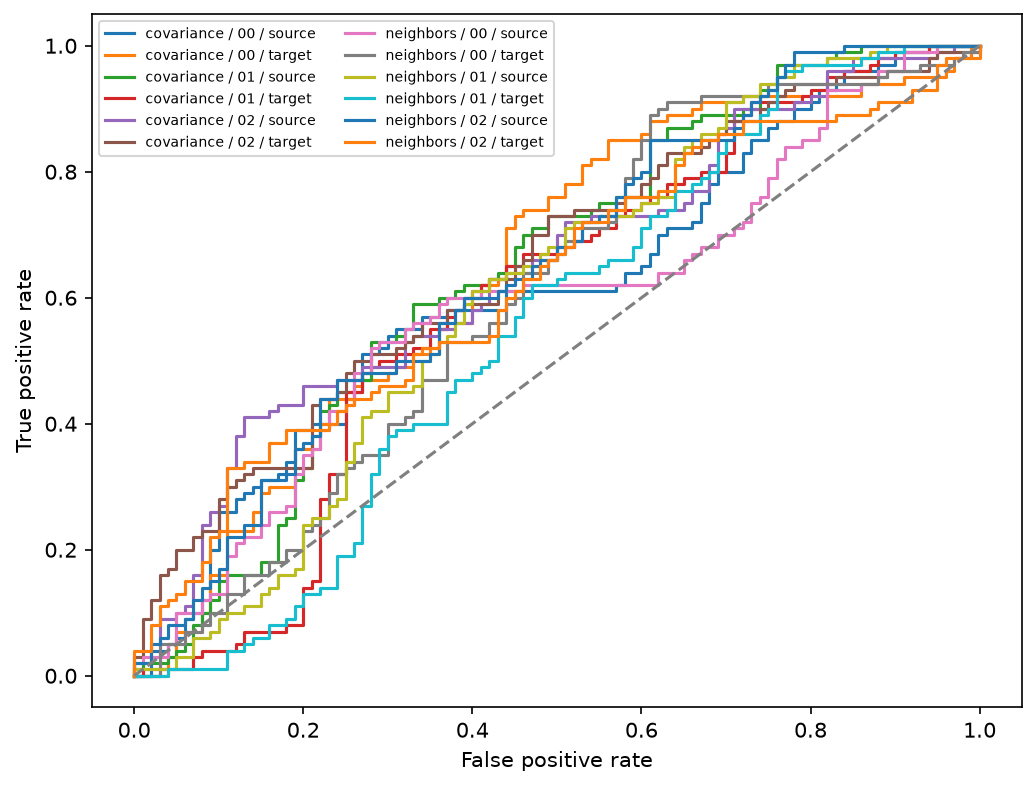 covariance / 00 / source
covariance / 00 / target
covariance / 01 / source
covariance / 01 / target
covariance / 02 / source
covariance / 02 / target
neighbors / 00 / source
neighbors / 00 / target
neighbors / 01 / source
neighbors / 01 / target
neighbors / 02 / source
neighbors / 02 / target
True positive rate
1.0
0.8
0.6
0.4
0.2
0.0
0.0 0.2 0.4 0.6 0.8 1.0
False positive rate